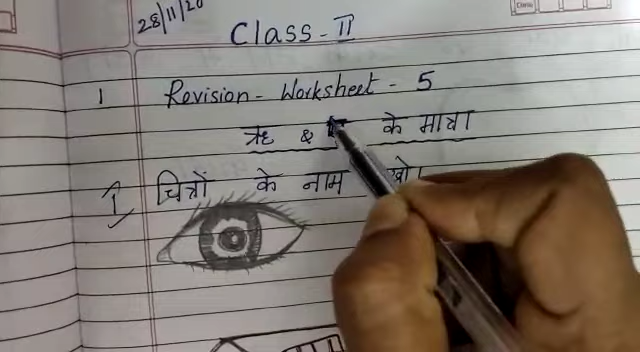 28/11/20
Class - II
1 Revision - Worksheet - 5
ऋ & के मात्रा
1 चित्रों के नाम